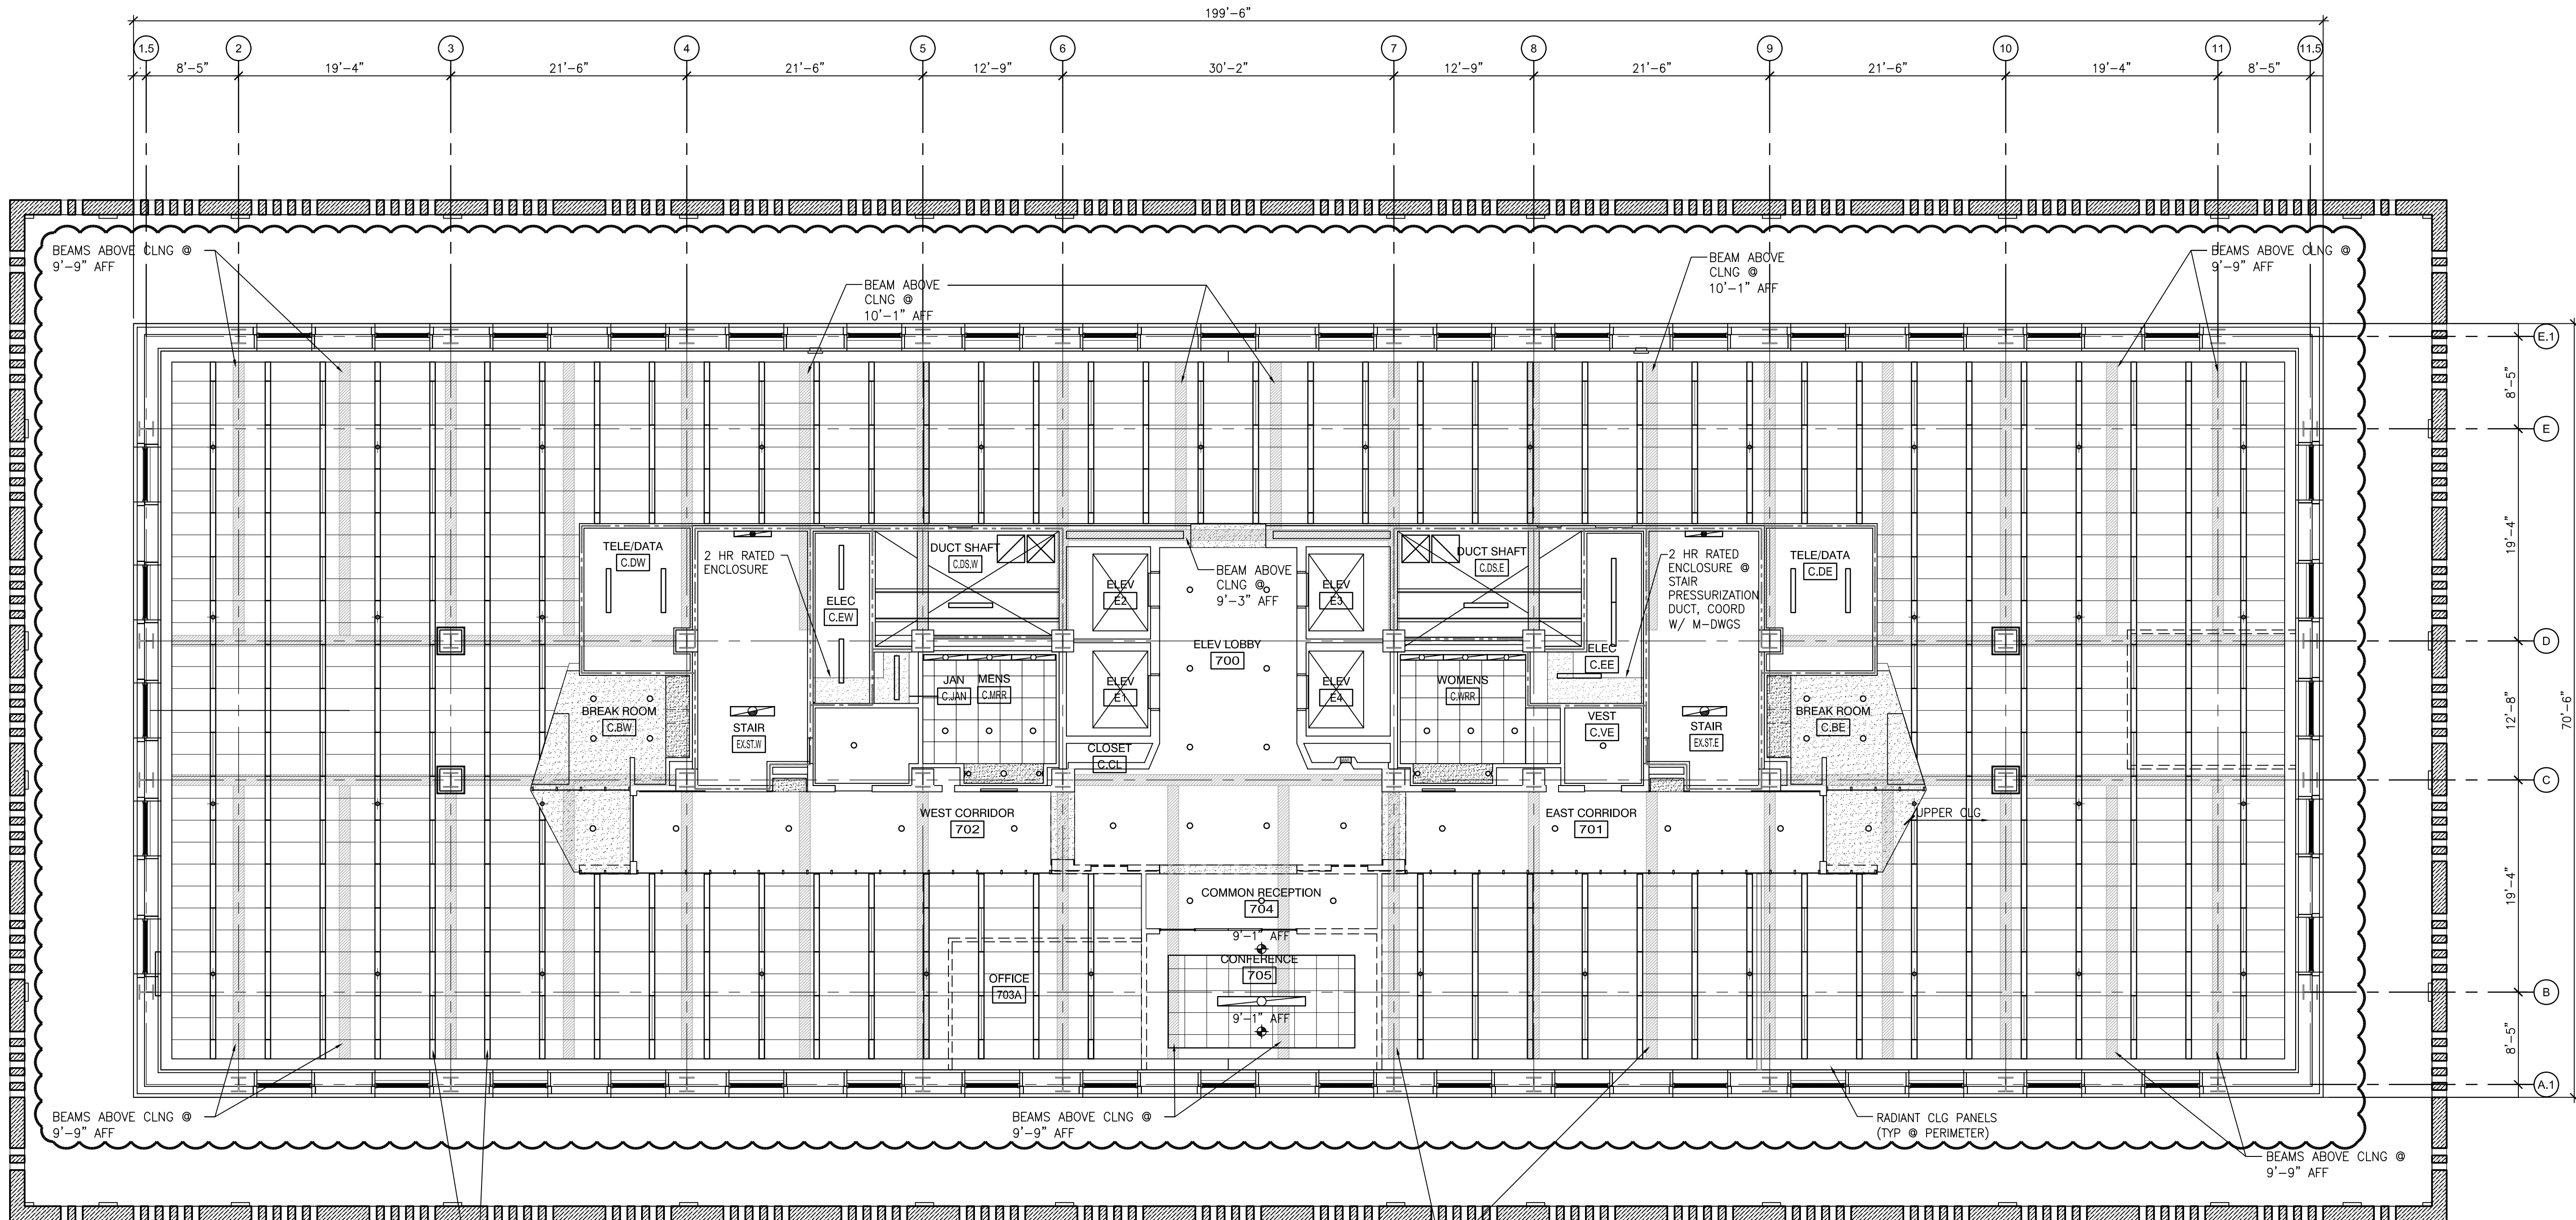 199'-6"
1.5
2
3
4
5
6
7
8
9
10
11
11.5
8'-5"
19'-4"
21'-6"
21'-6"
12'-9"
30'-2"
12'-9"
21'-6"
21'-6"
19'-4"
8'-5"
BEAMS ABOVE CLNG @
9'-9" AFF
BEAM ABOVE
CLNG @
10'-1" AFF
BEAM ABOVE
CLNG @
10'-1" AFF
BEAMS ABOVE CLNG @
9'-9" AFF
E.1
8'-5"
E
19'-4"
D
12'-8"
70'-6"
C
19'-4"
B
8'-5"
A.1
TELE/DATA
C.DW
2 HR RATED
ENCLOSURE
ELEC
C.EW
DUCT SHAFT
C.DS.W
ELEV
E2
BEAM ABOVE
CLNG @
9'-3" AFF
ELEV
E3
DUCT SHAFT
C.DS.E
2 HR RATED
ENCLOSURE @
STAIR
PRESSURIZATION
DUCT, COORD
W/ M-DWGS
TELE/DATA
C.DE
ELEV LOBBY
700
ELEC
C.EE
BREAK ROOM
C.BW
STAIR
EX.ST.W
JAN
C.JAN
MENS
C.MRR
ELEV
E1
ELEV
E4
WOMENS
C.WRR
VEST
C.VE
STAIR
EX.ST.E
BREAK ROOM
C.BE
CLOSET
C.CL
WEST CORRIDOR
702
EAST CORRIDOR
701
UPPER CLG
COMMON RECEPTION
704
9'-1" AFF
CONFERENCE
705
OFFICE
703A
9'-1" AFF
BEAMS ABOVE CLNG @
9'-9" AFF
BEAMS ABOVE CLNG @
9'-9" AFF
RADIANT CLG PANELS
(TYP @ PERIMETER)
BEAMS ABOVE CLNG @
9'-9" AFF